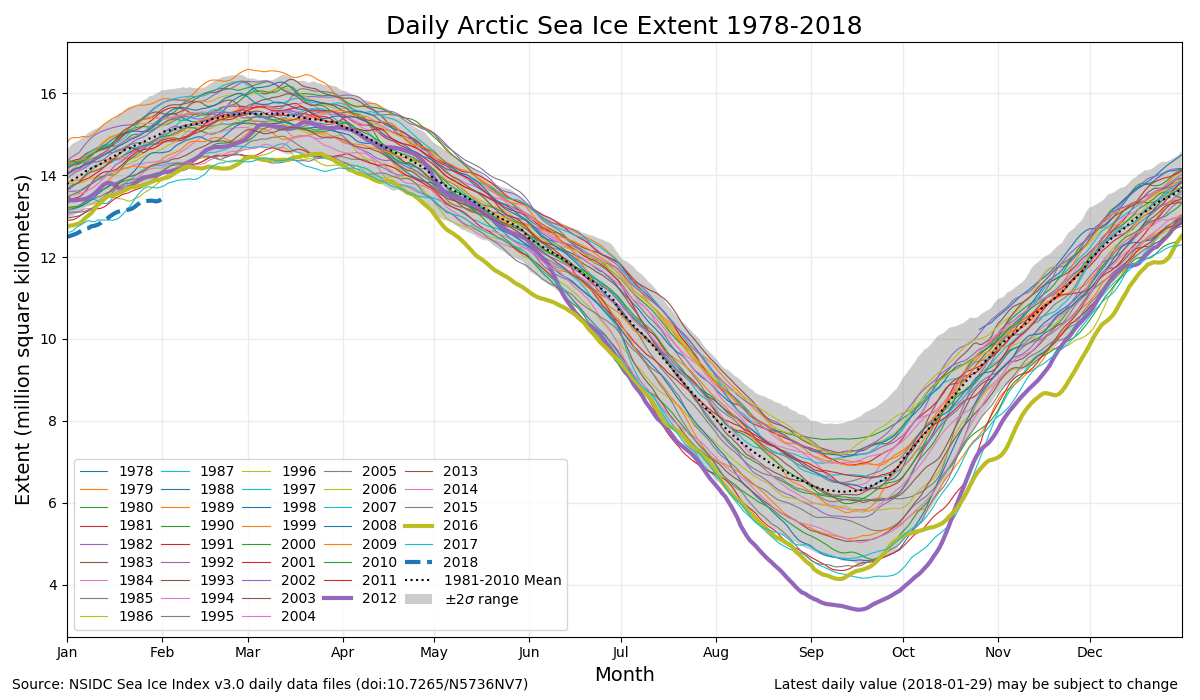 Daily Arctic Sea Ice Extent 1978-2018
Extent (million square kilometers)
16
14
12
10
8
6
4
1978 1987 1996 2005 2013
1979 1988 1997 2006 2014
1980 1989 1998 2007 2015
1981 1990 1999 2008 2016
1982 1991 2000 2009 2017
1983 1992 2001 2010 2018
1984 1993 2002 2011 1981-2010 Mean
1985 1994 2003 2012 ±2σ range
1986 1995 2004
Jan Feb Mar Apr May Jun Jul Aug Sep Oct Nov Dec
Month
Source: NSIDC Sea Ice Index v3.0 daily data files (doi:10.7265/N5736NV7)
Latest daily value (2018-01-29) may be subject to change